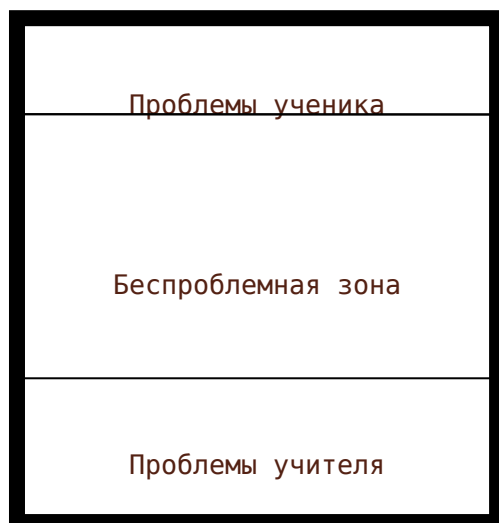 Проблемы ученика
Беспроблемная зона
Проблемы учителя